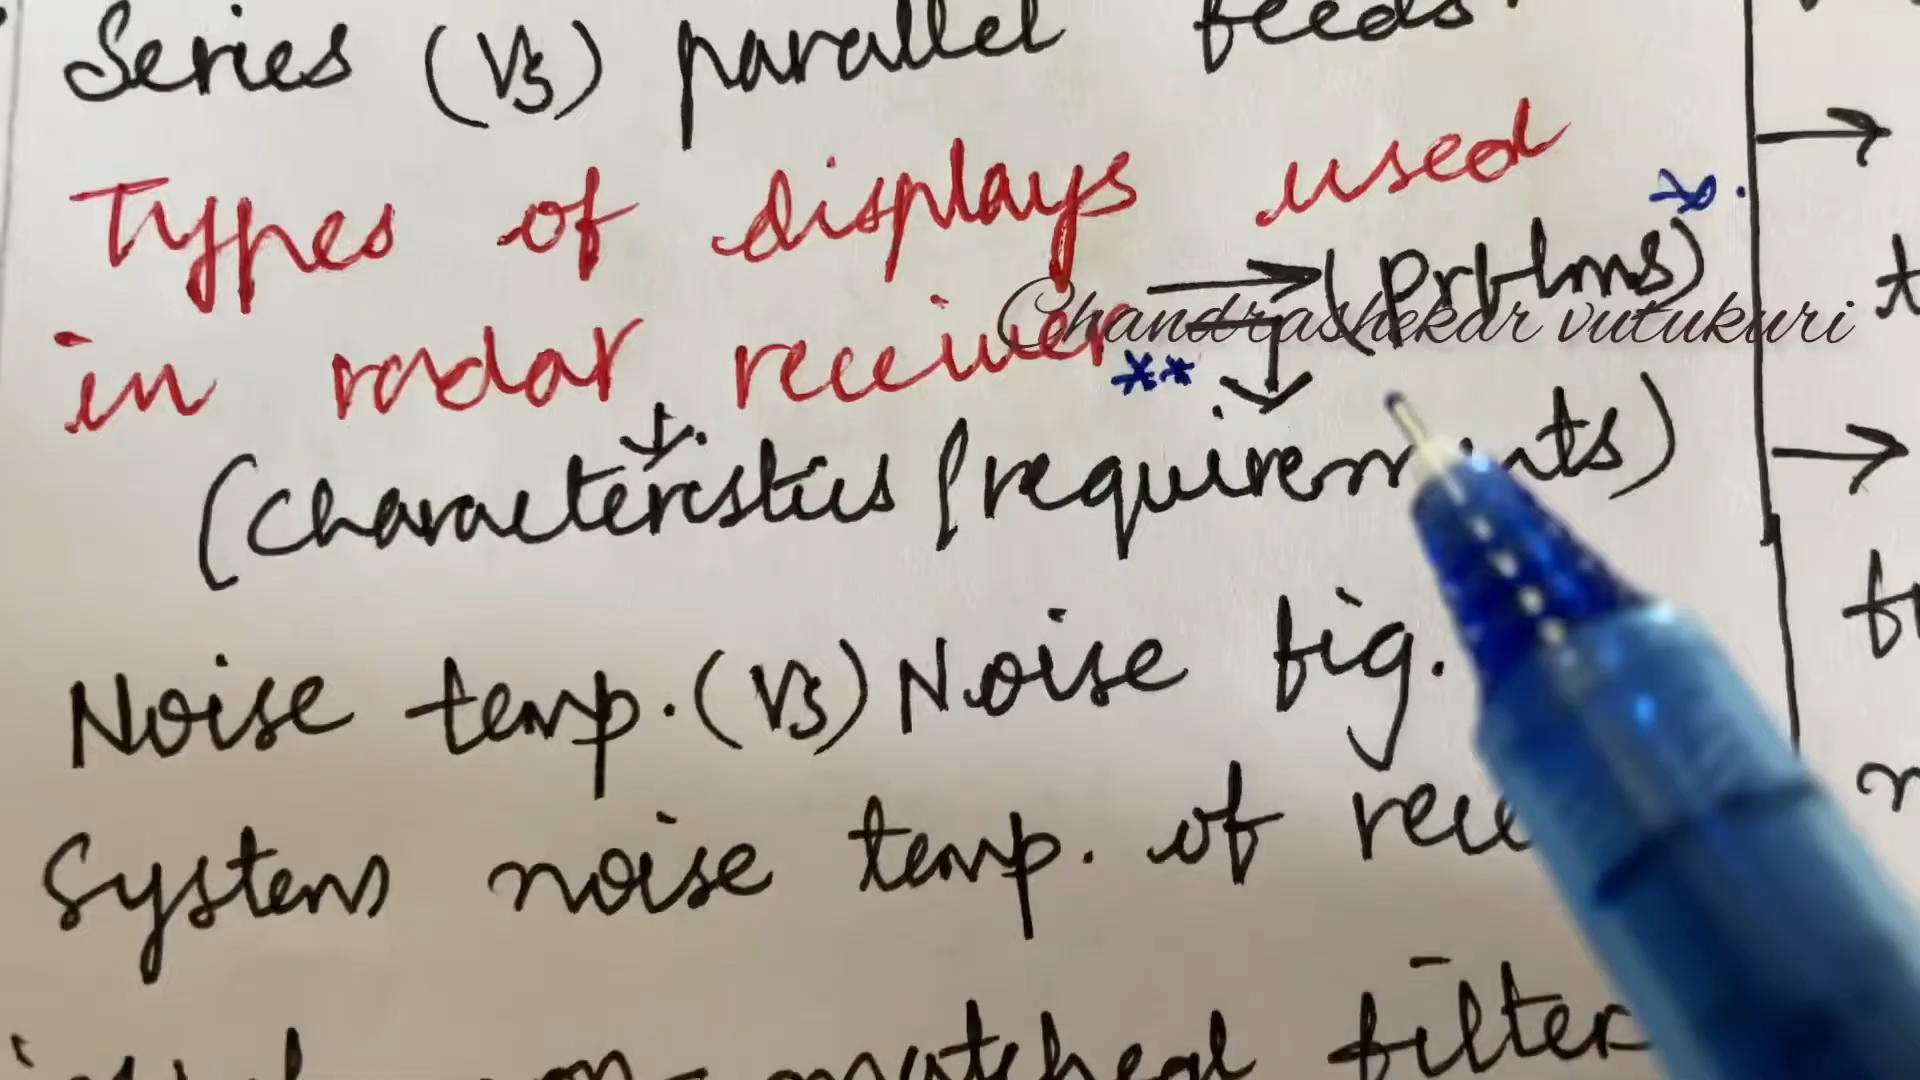 Series (Vs) parallel feeds
Types of displays used
→ (Prblms)
in radar receiver **
Chandrashekar vutukuri
(characteristics / requirements)
Noise temp. (Vs) Noise fig.
System noise temp. of rece
non-matched filter